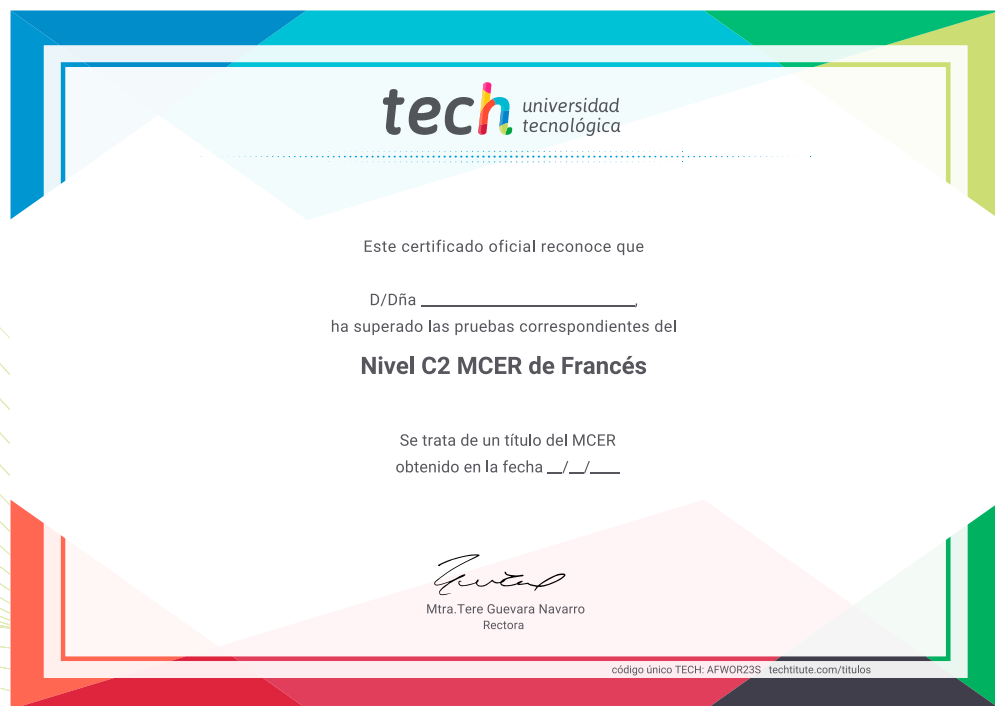 tech universidad
tecnológica
Este certificado oficial reconoce que
D/Dña ____________________,
ha superado las pruebas correspondientes del
Nivel C2 MCER de Francés
Se trata de un título del MCER
obtenido en la fecha __/__/____
Mtra.Tere Guevara Navarro
Rectora
código único TECH: AFWOR23S techtitute.com/titulos